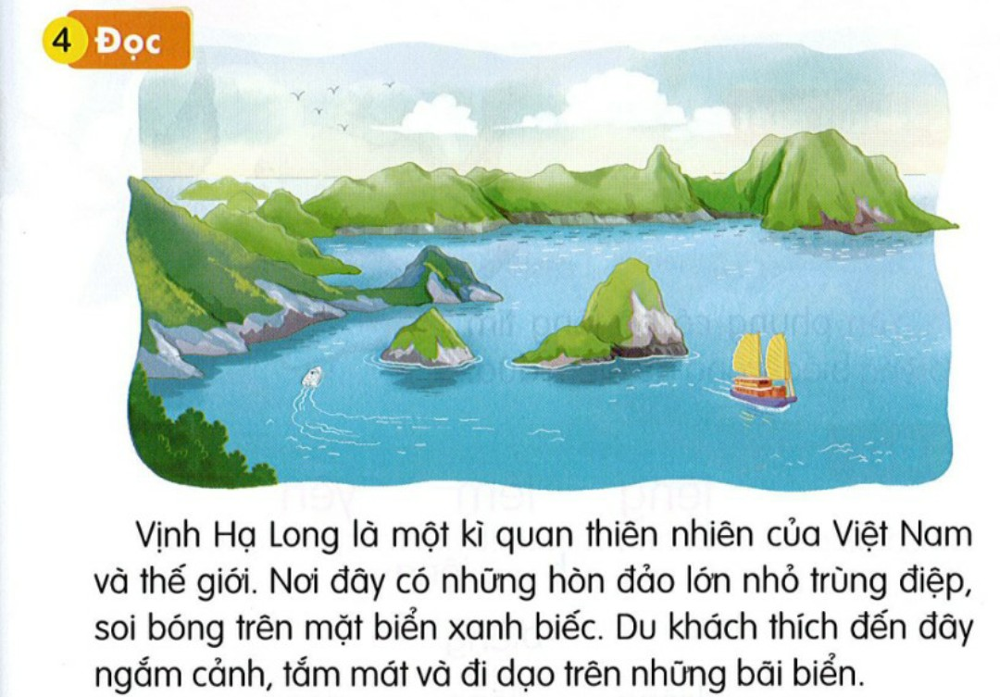 4 Đọc
Vịnh Hạ Long là một kì quan thiên nhiên của Việt Nam
và thế giới. Nơi đây có những hòn đảo lớn nhỏ trùng điệp,
soi bóng trên mặt biển xanh biếc. Du khách thích đến đây
ngắm cảnh, tắm mát và đi dạo trên những bãi biển.